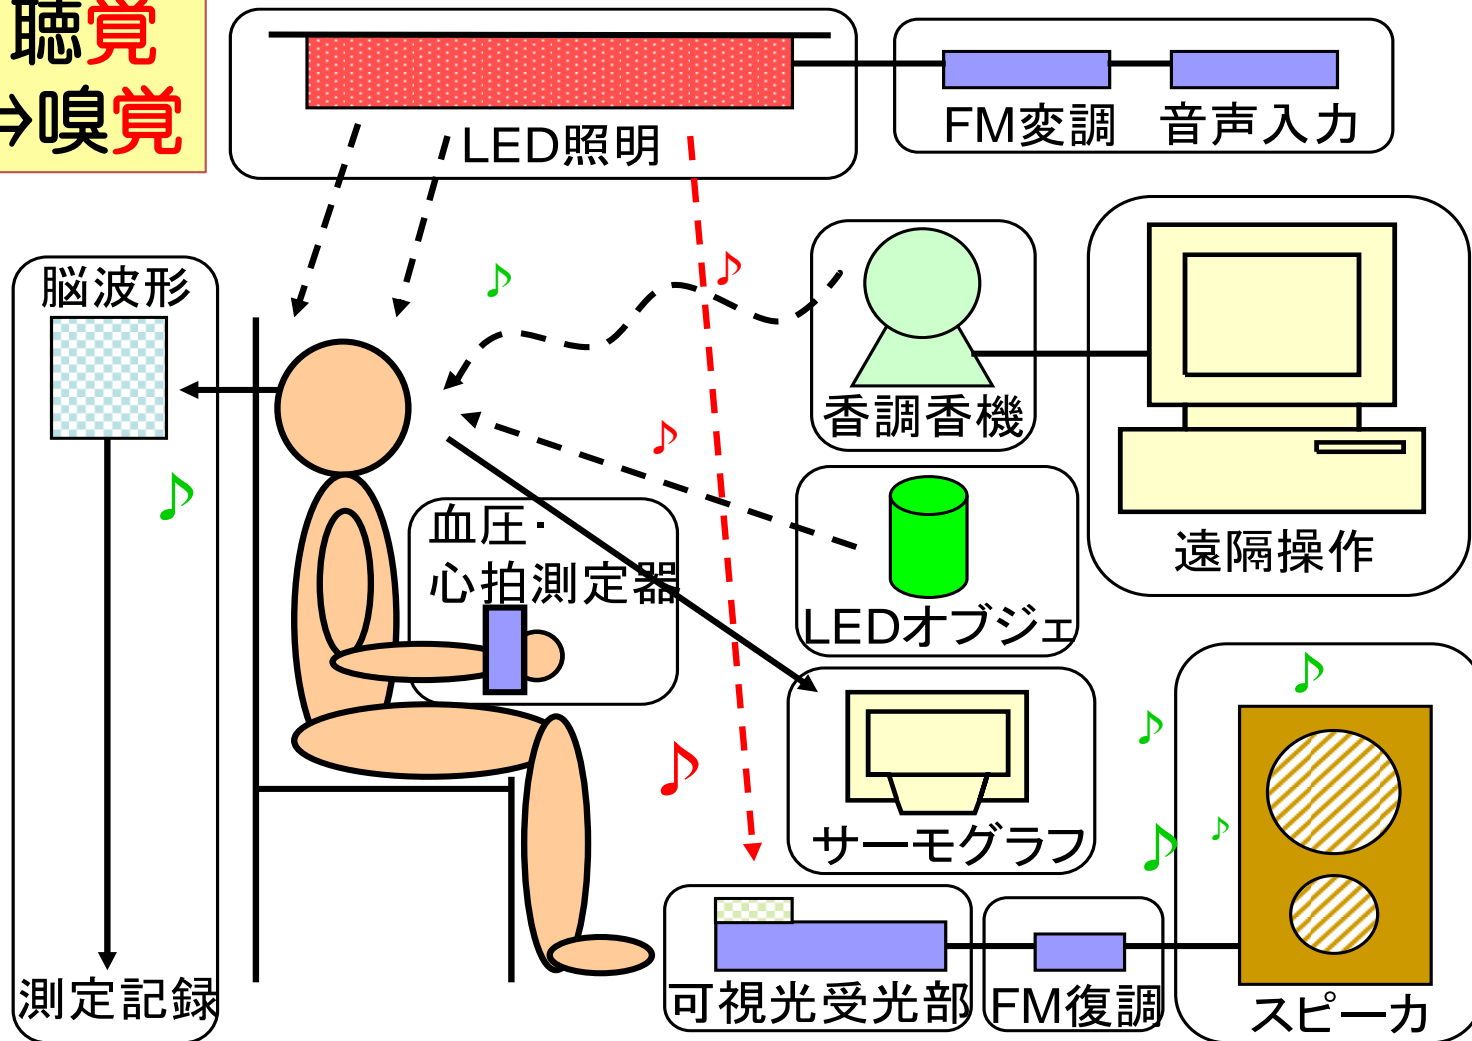 聴覚
⇒嗅覚
LED照明
FM変調
音声入力
脳波形
香調香機
遠隔操作
血圧・
心拍測定器
LEDオブジェ
サーモグラフ
測定記録
可視光受光部
FM復調
スピーカ